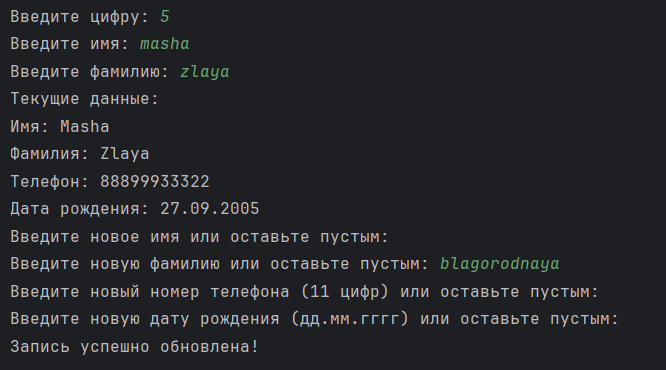 Введите цифру: 5
Введите имя: masha
Введите фамилию: zlaya
Текущие данные:
Имя: Masha
Фамилия: Zlaya
Телефон: 88899933322
Дата рождения: 27.09.2005
Введите новое имя или оставьте пустым:
Введите новую фамилию или оставьте пустым: blagorodnaya
Введите новый номер телефона (11 цифр) или оставьте пустым:
Введите новую дату рождения (дд.мм.гггг) или оставьте пустым:
Запись успешно обновлена!